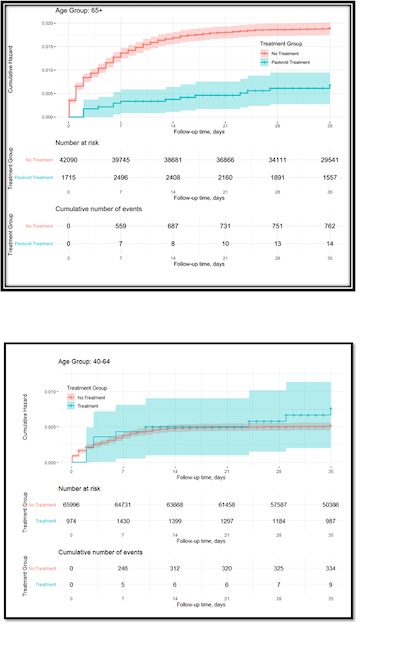 Age Group: 65+
Cumulative Hazard
0.020
0.015
0.010
0.005
0.000
Treatment Group
No Treatment
Paxlovid Treatment
0 7 14 21 28 35
Follow-up time, days
Number at risk
Treatment Group
No Treatment 42090 39745 38681 36866 34111 29541
Paxlovid Treatment 1715 2496 2408 2160 1891 1557
0 7 14 21 28 35
Follow-up time, days
Cumulative number of events
Treatment Group
No Treatment 0 559 687 731 751 762
Paxlovid Treatment 0 7 8 10 13 14
0 7 14 21 28 35
Follow-up time, days
Age Group: 40-64
Cumulative Hazard
Treatment Group
No Treatment
Treatment
0.010
0.005
0.000
0 7 14 21 28 35
Follow-up time, days
Number at risk
Treatment Group
No Treatment 65996 64731 63668 61458 57587 50386
Treatment 974 1430 1399 1297 1184 987
0 7 14 21 28 35
Follow-up time, days
Cumulative number of events
Treatment Group
No Treatment 0 246 312 320 325 334
Treatment 0 5 6 6 7 9
0 7 14 21 28 35
Follow-up time, days